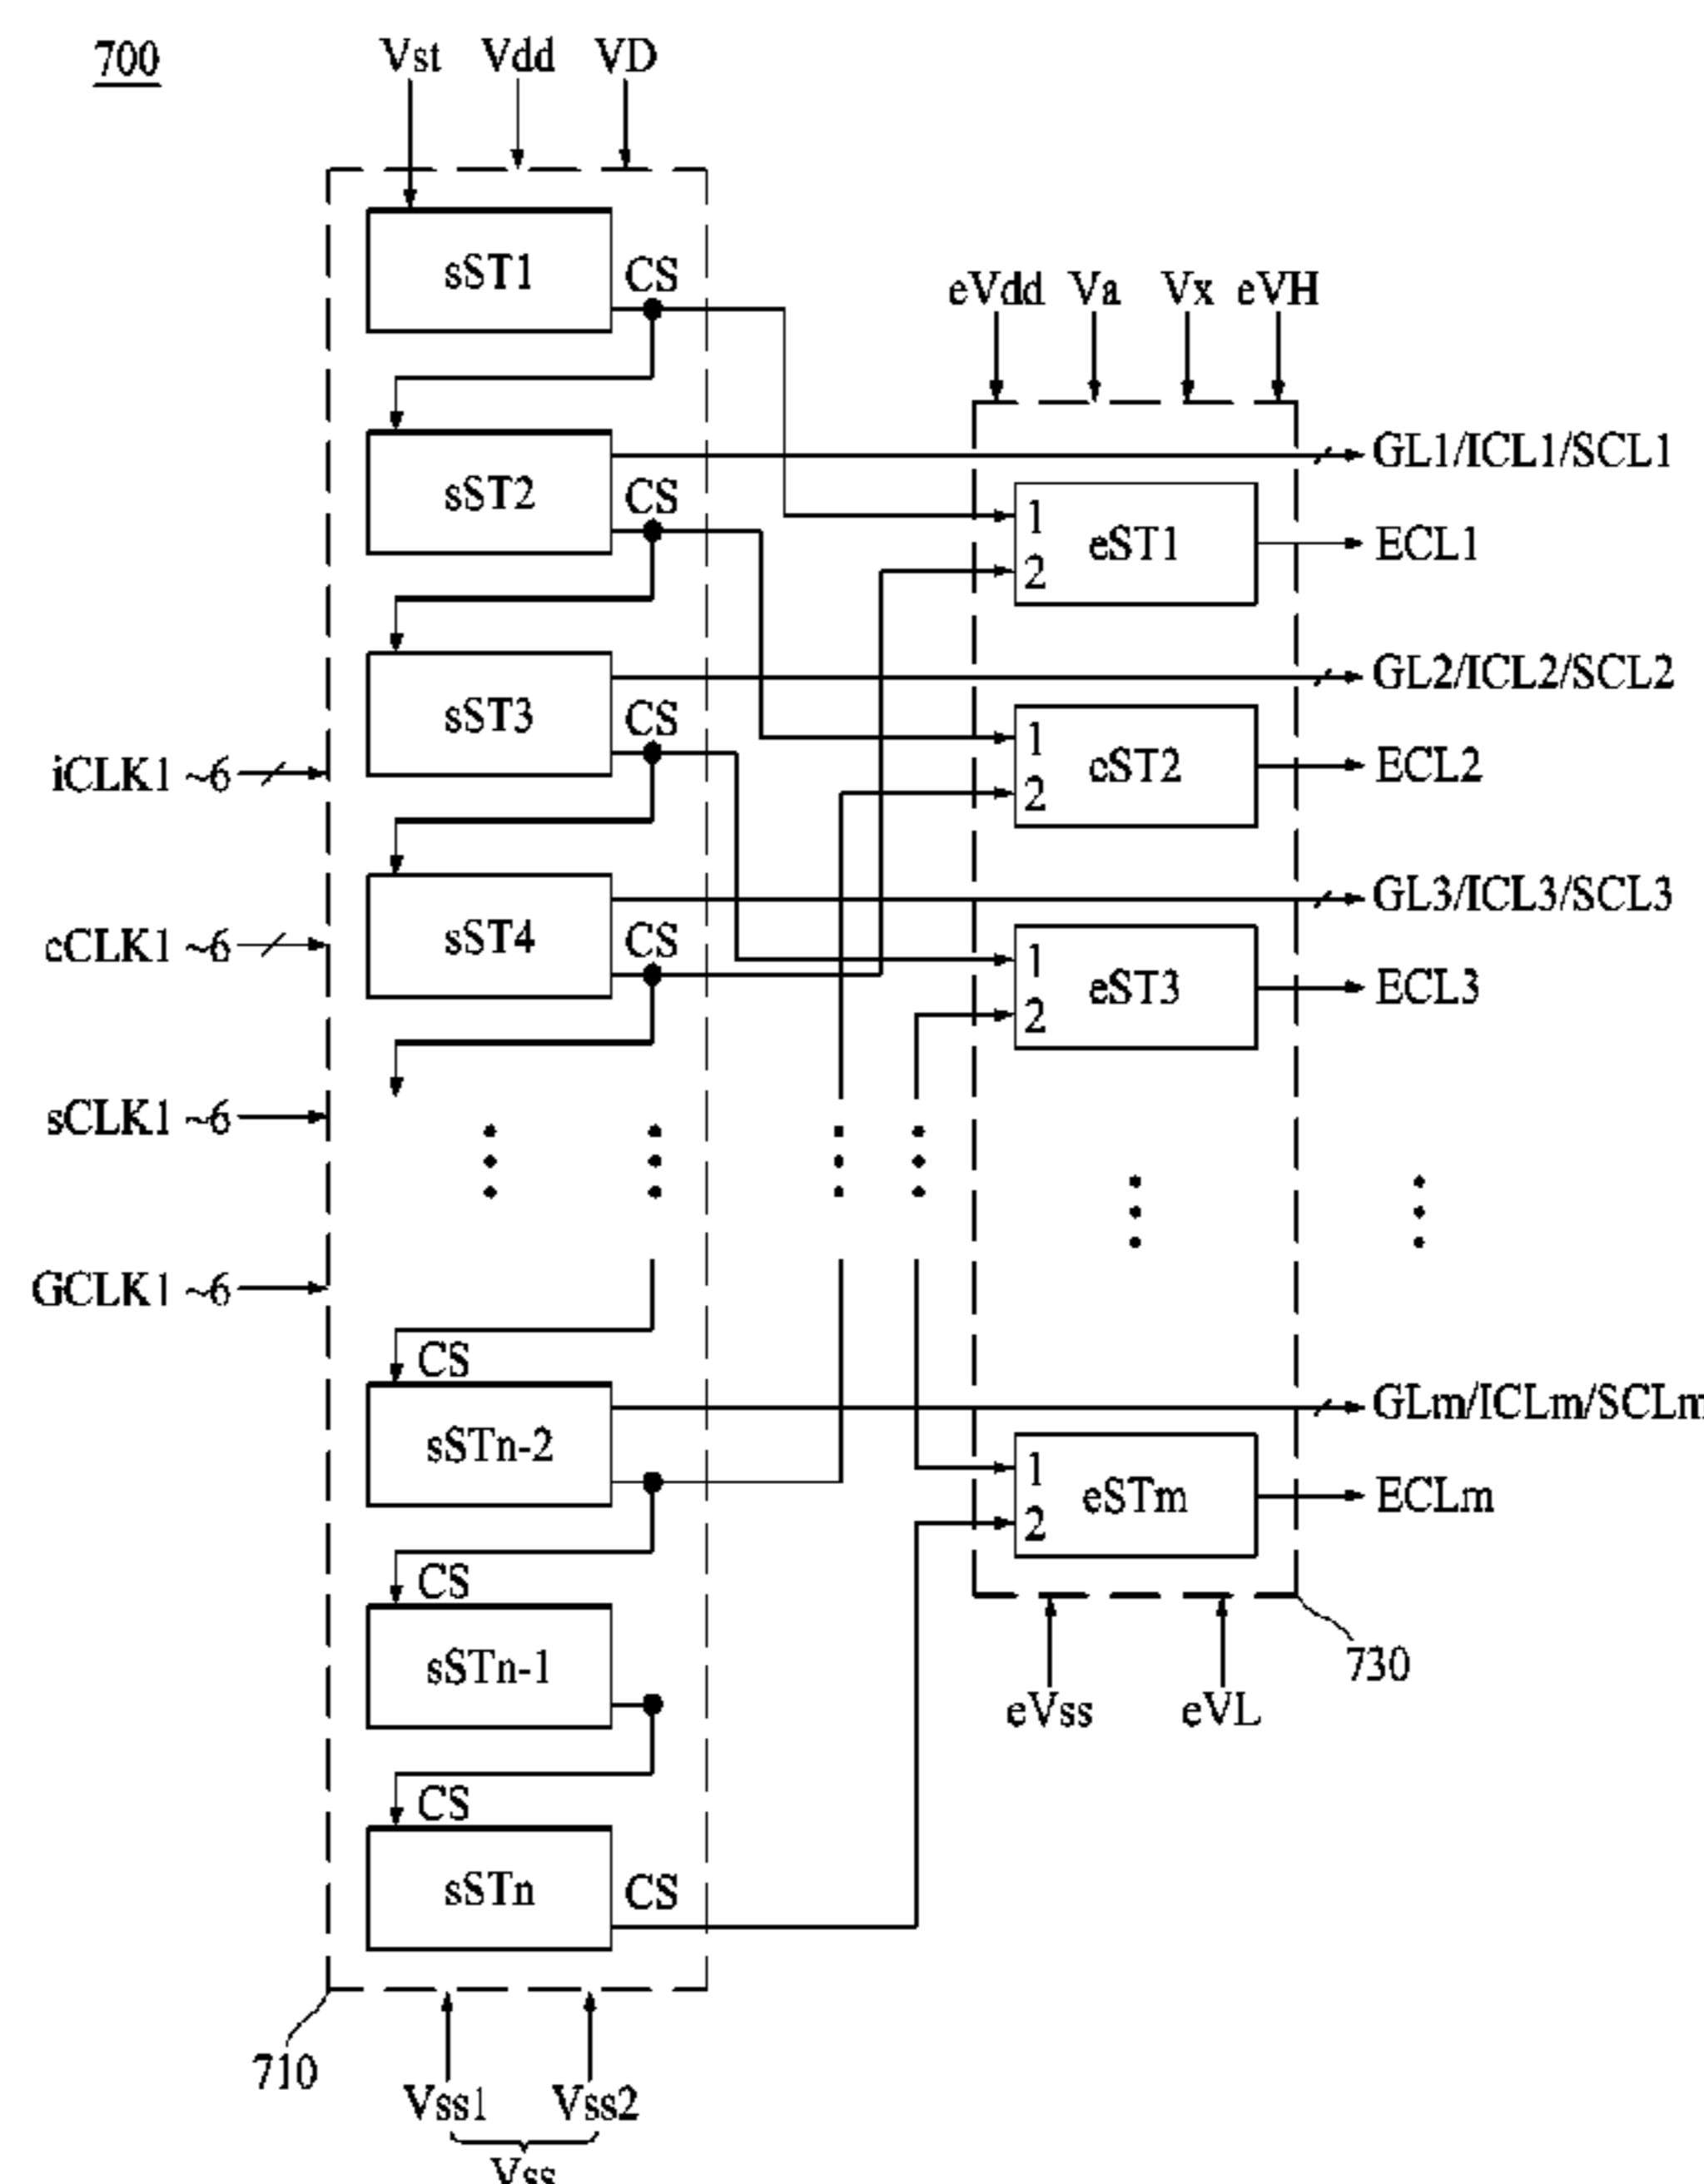 700
Vst Vdd VD
sST1 CS
eVdd Va Vx eVH
GL1/ICL1/SCL1
sST2 CS
1 eST1 ECL1
2
GL2/ICL2/SCL2
sST3 CS
1 eST2 ECL2
2
iCLK1 ~6
GL3/ICL3/SCL3
cCLK1 ~6
sST4 CS
1 eST3 ECL3
2
sCLK1 ~6
GCLK1 ~6
CS
GLm/ICLm/SCLm
sSTn-2
1 eSTm ECLm
2
CS
sSTn-1
730
eVss eVL
CS
sSTn CS
710
Vss1 Vss2
Vss